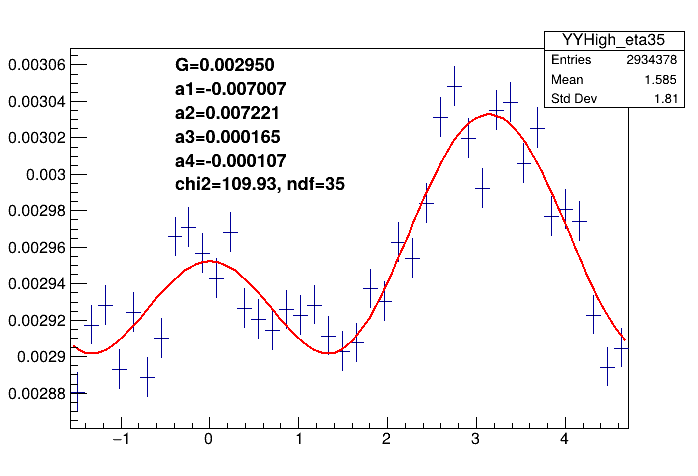 YYHigh_eta35
Entries 2934378
Mean 1.585
Std Dev 1.81
G=0.002950
a1=-0.007007
a2=0.007221
a3=0.000165
a4=-0.000107
chi2=109.93, ndf=35
0.00306
0.00304
0.00302
0.003
0.00298
0.00296
0.00294
0.00292
0.0029
0.00288
−1 0 1 2 3 4